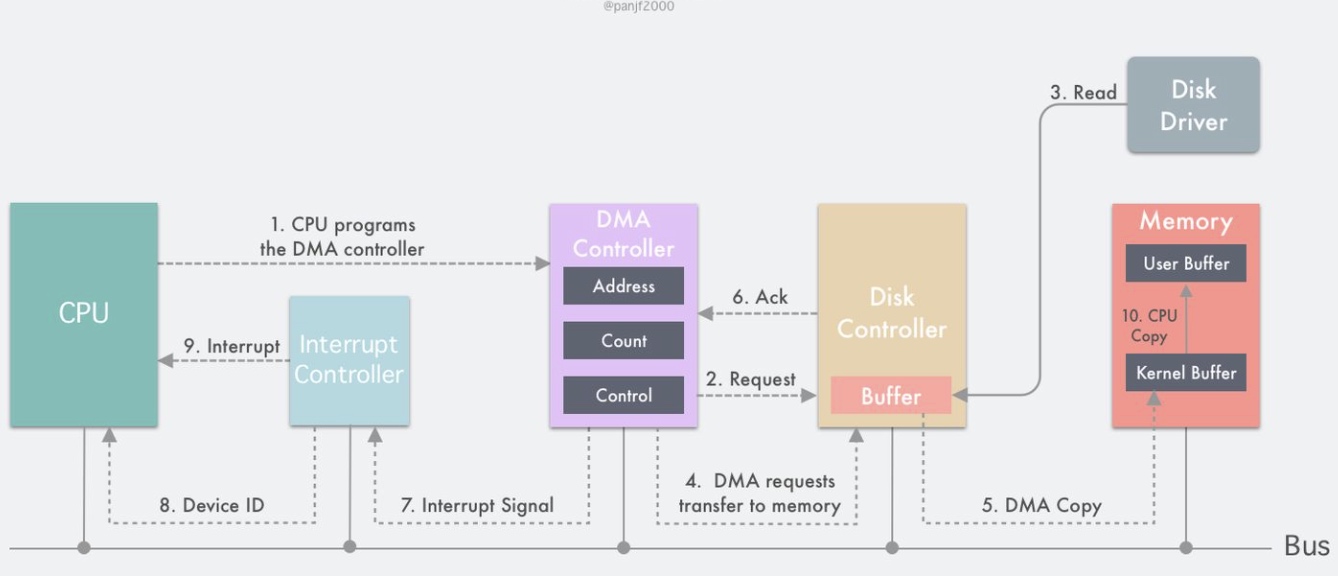 @panjf2000
3. Read
Disk
Driver
1. CPU programs
the DMA controller
DMA
Controller
Address
Count
Control
Memory
User Buffer
10. CPU
Copy
Kernel Buffer
CPU
9. Interrupt
Interrupt
Controller
6. Ack
2. Request
Disk
Controller
Buffer
8. Device ID
7. Interrupt Signal
4. DMA requests
transfer to memory
5. DMA Copy
Bus